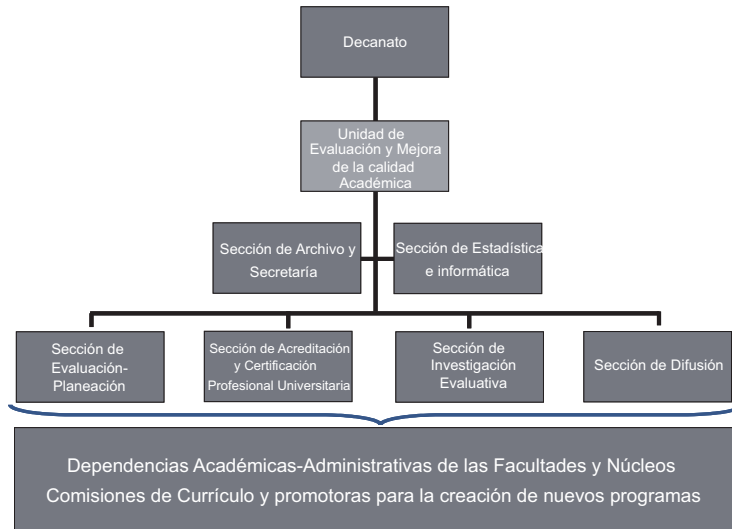 Decanato
Unidad de
Evaluación y Mejora
de la calidad
Académica
Sección de Archivo y
Secretaría
Sección de Estadística
e informática
Sección de
Evaluación-
Planeación
Sección de Acreditación
y Certificación
Profesional Universitaria
Sección de
Investigación
Evaluativa
Sección de Difusión
Dependencias Académicas-Administrativas de las Facultades y Núcleos
Comisiones de Currículo y promotoras para la creación de nuevos programas